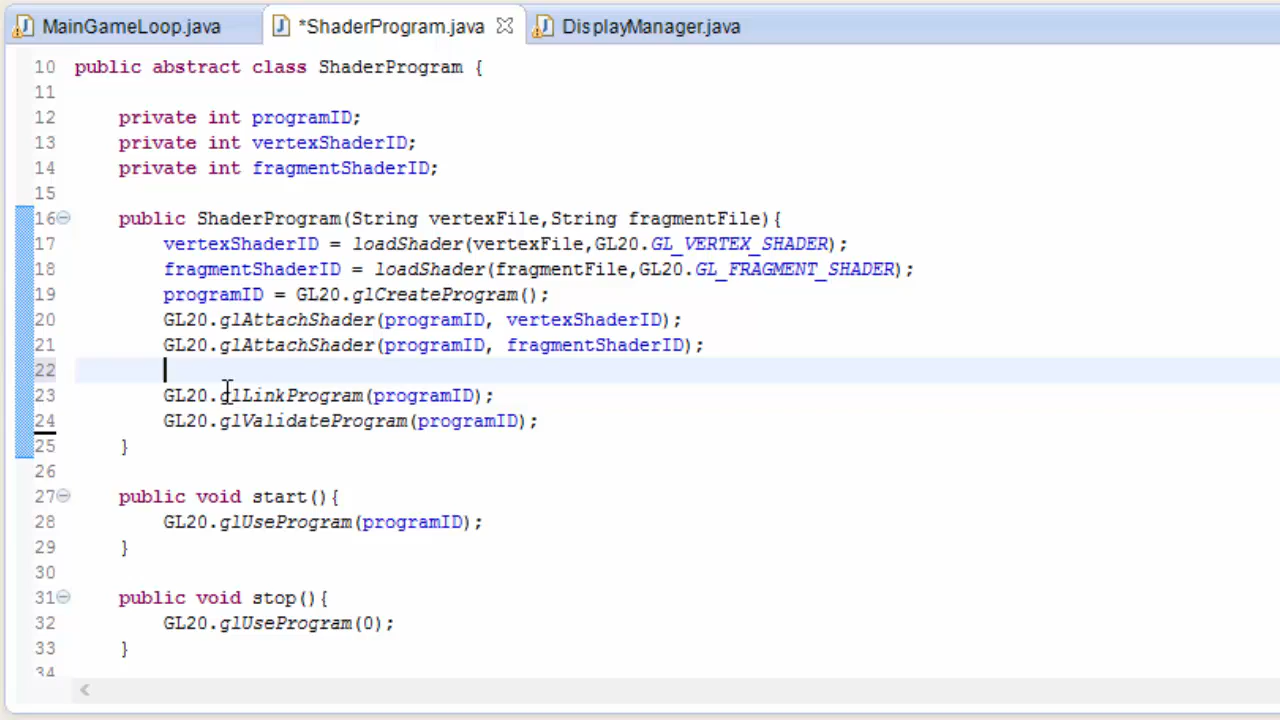 MainGameLoop.java *ShaderProgram.java DisplayManager.java
10 public abstract class ShaderProgram {
11
12 private int programID;
13 private int vertexShaderID;
14 private int fragmentShaderID;
15
16 public ShaderProgram(String vertexFile,String fragmentFile){
17 vertexShaderID = loadShader(vertexFile,GL20.GL_VERTEX_SHADER);
18 fragmentShaderID = loadShader(fragmentFile,GL20.GL_FRAGMENT_SHADER);
19 programID = GL20.glCreateProgram();
20 GL20.glAttachShader(programID, vertexShaderID);
21 GL20.glAttachShader(programID, fragmentShaderID);
22
23 GL20.glLinkProgram(programID);
24 GL20.glValidateProgram(programID);
25 }
26
27 public void start(){
28 GL20.glUseProgram(programID);
29 }
30
31 public void stop(){
32 GL20.glUseProgram(0);
33 }
34